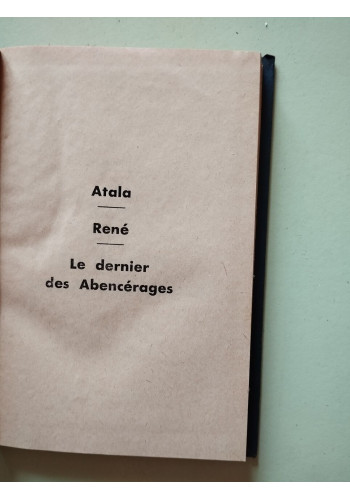 Atala
René
Le dernier
des Abencérages